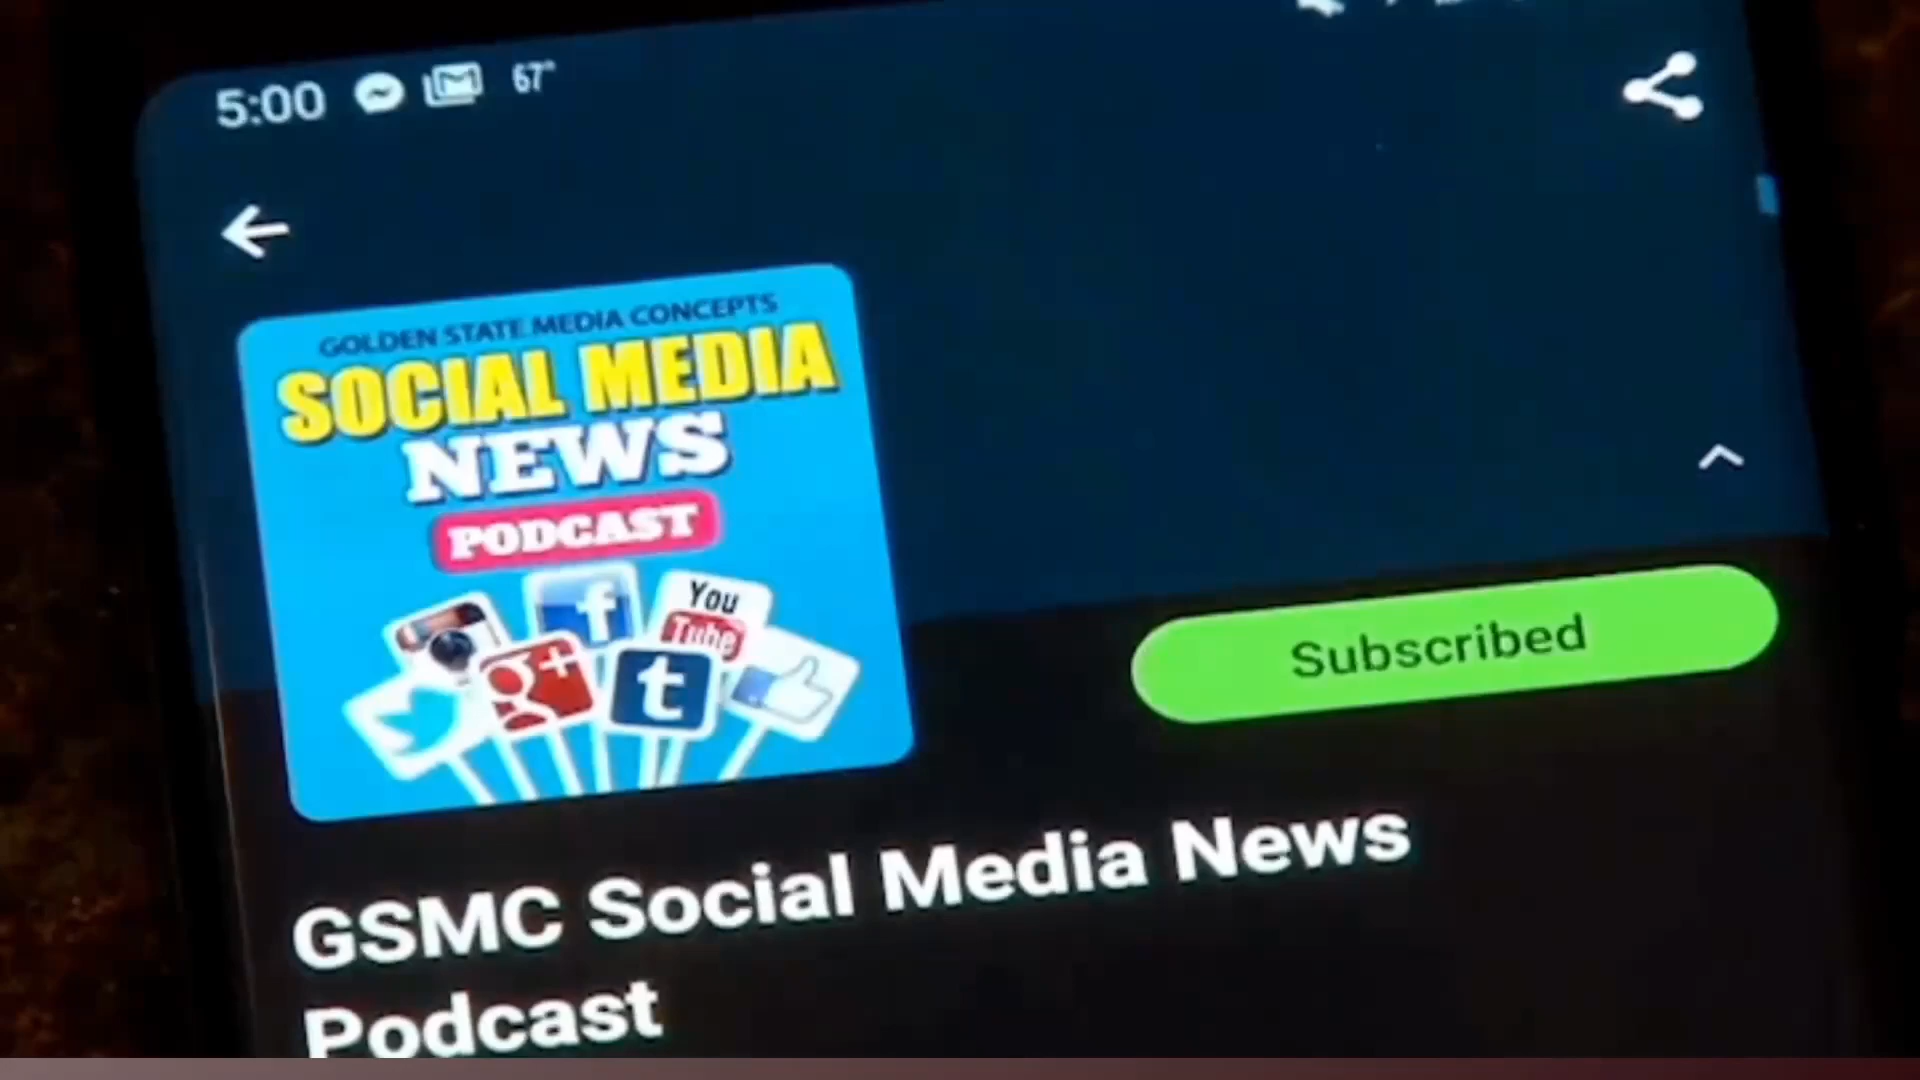 5:00 67°
GOLDEN STATE MEDIA CONCEPTS
SOCIAL MEDIA
NEWS
PODCAST
f
You
Tube
g+
t
Subscribed
GSMC Social Media News
Podcast